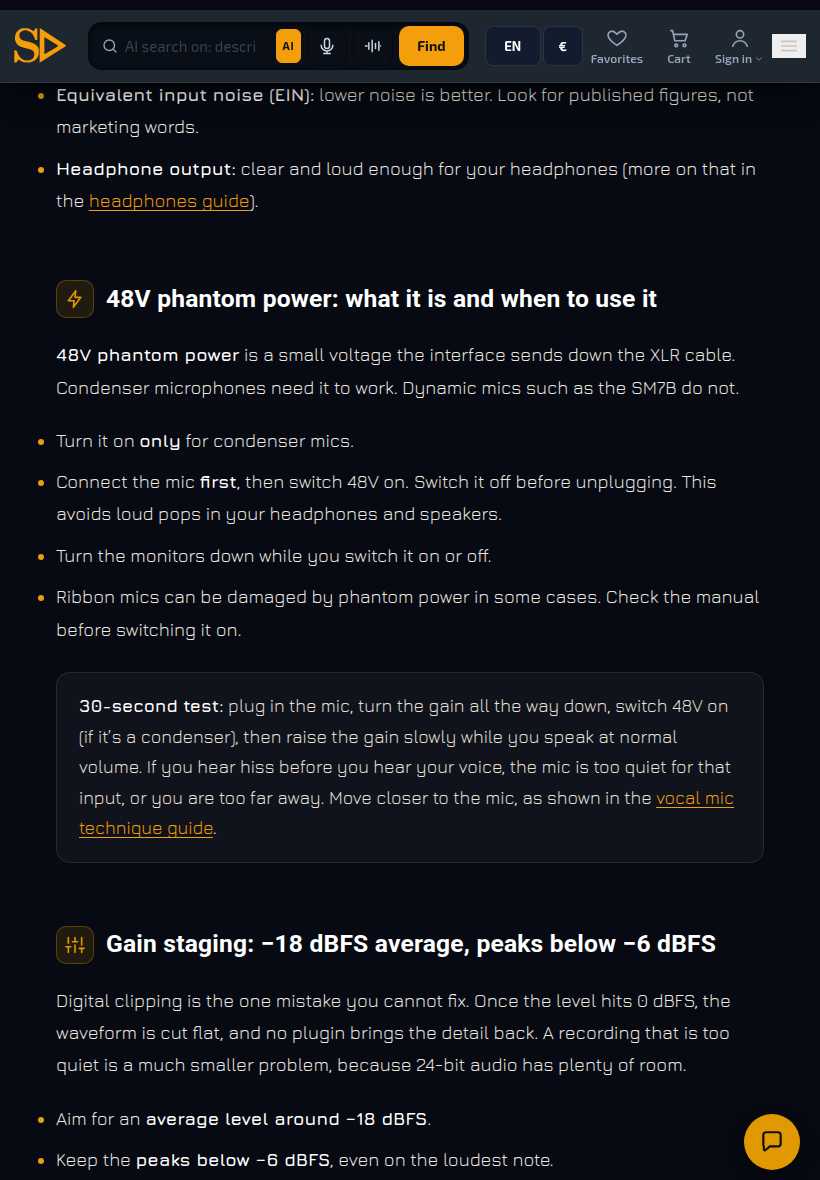 SD
AI search on: descri
AI
Find
EN
€
Favorites
Cart
Sign in
Equivalent input noise (EIN): lower noise is better. Look for published figures, not
marketing words.
Headphone output: clear and loud enough for your headphones (more on that in
the headphones guide).
48V phantom power: what it is and when to use it
48V phantom power is a small voltage the interface sends down the XLR cable.
Condenser microphones need it to work. Dynamic mics such as the SM7B do not.
Turn it on only for condenser mics.
Connect the mic first, then switch 48V on. Switch it off before unplugging. This
avoids loud pops in your headphones and speakers.
Turn the monitors down while you switch it on or off.
Ribbon mics can be damaged by phantom power in some cases. Check the manual
before switching it on.
30-second test: plug in the mic, turn the gain all the way down, switch 48V on
(if it's a condenser), then raise the gain slowly while you speak at normal
volume. If you hear hiss before you hear your voice, the mic is too quiet for that
input, or you are too far away. Move closer to the mic, as shown in the vocal mic
technique guide.
Gain staging: −18 dBFS average, peaks below −6 dBFS
Digital clipping is the one mistake you cannot fix. Once the level hits 0 dBFS, the
waveform is cut flat, and no plugin brings the detail back. A recording that is too
quiet is a much smaller problem, because 24-bit audio has plenty of room.
Aim for an average level around −18 dBFS.
Keep the peaks below −6 dBFS, even on the loudest note.